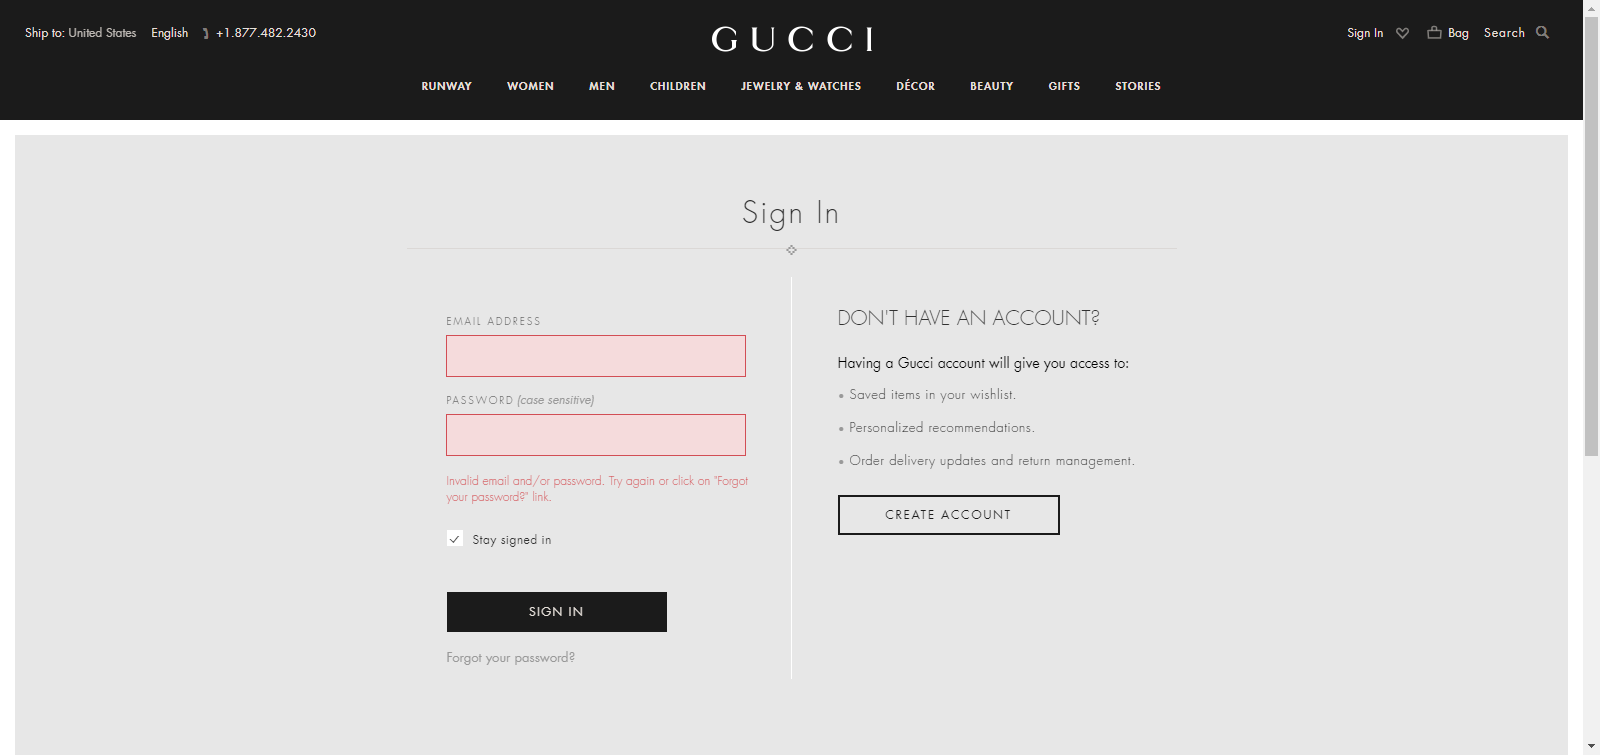 Ship to: United States English +1.877.482.2430
GUCCI
Sign In Bag Search
RUNWAY WOMEN MEN CHILDREN JEWELRY & WATCHES DÉCOR BEAUTY GIFTS STORIES
Sign In
EMAIL ADDRESS
PASSWORD (case sensitive)
Invalid email and/or password. Try again or click on "Forgot
your password?" link.
Stay signed in
SIGN IN
Forgot your password?
DON'T HAVE AN ACCOUNT?
Having a Gucci account will give you access to:
• Saved items in your wishlist.
• Personalized recommendations.
• Order delivery updates and return management.
CREATE ACCOUNT